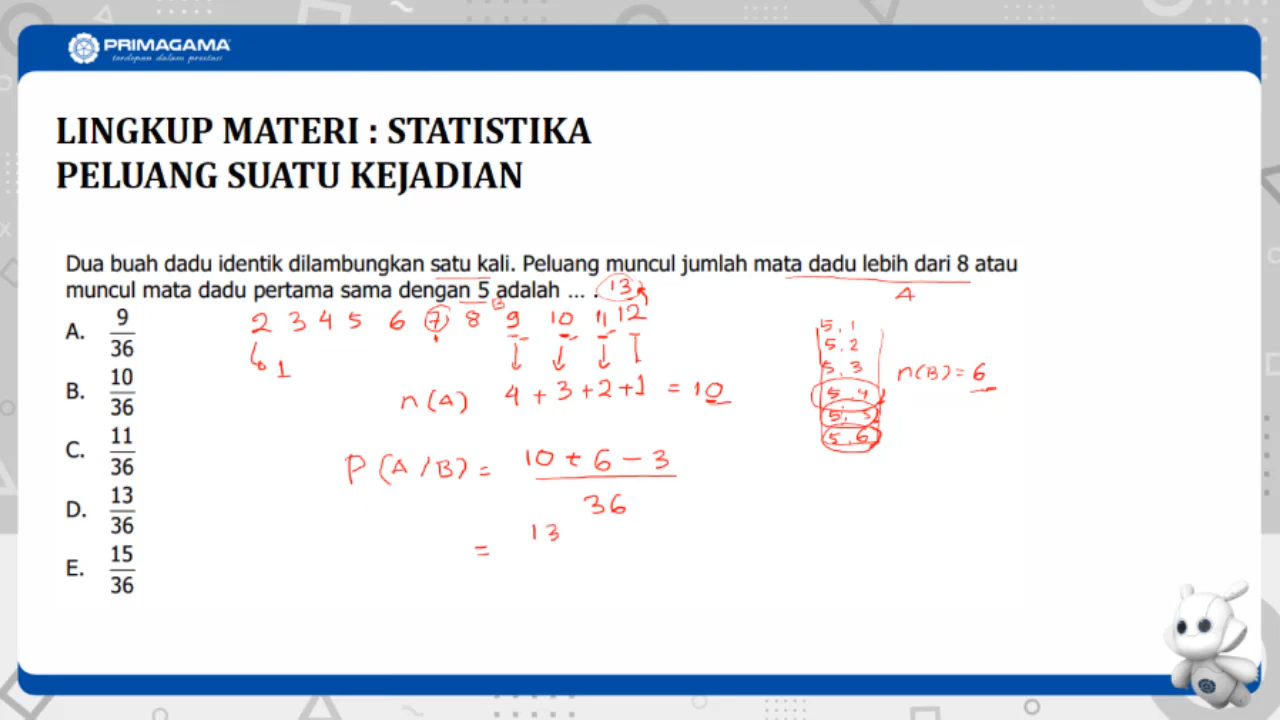 PRIMAGAMA
terdepan dalam prestasi
LINGKUP MATERI : STATISTIKA
PELUANG SUATU KEJADIAN
Dua buah dadu identik dilambungkan satu kali. Peluang muncul jumlah mata dadu lebih dari 8 atau
muncul mata dadu pertama sama dengan 5 adalah ... .
13
A
B
A. 9/36
B. 10/36
C. 11/36
D. 13/36
E. 15/36
2 3 4 5 6 7 8 9 10 11 12
1
n(A) 4 + 3 + 2 + 1 = 10
P(A/B) = 10 + 6 - 3
36
= 13
5,1
5,2
5,3
5,4
5,5
5,6
n(B) = 6